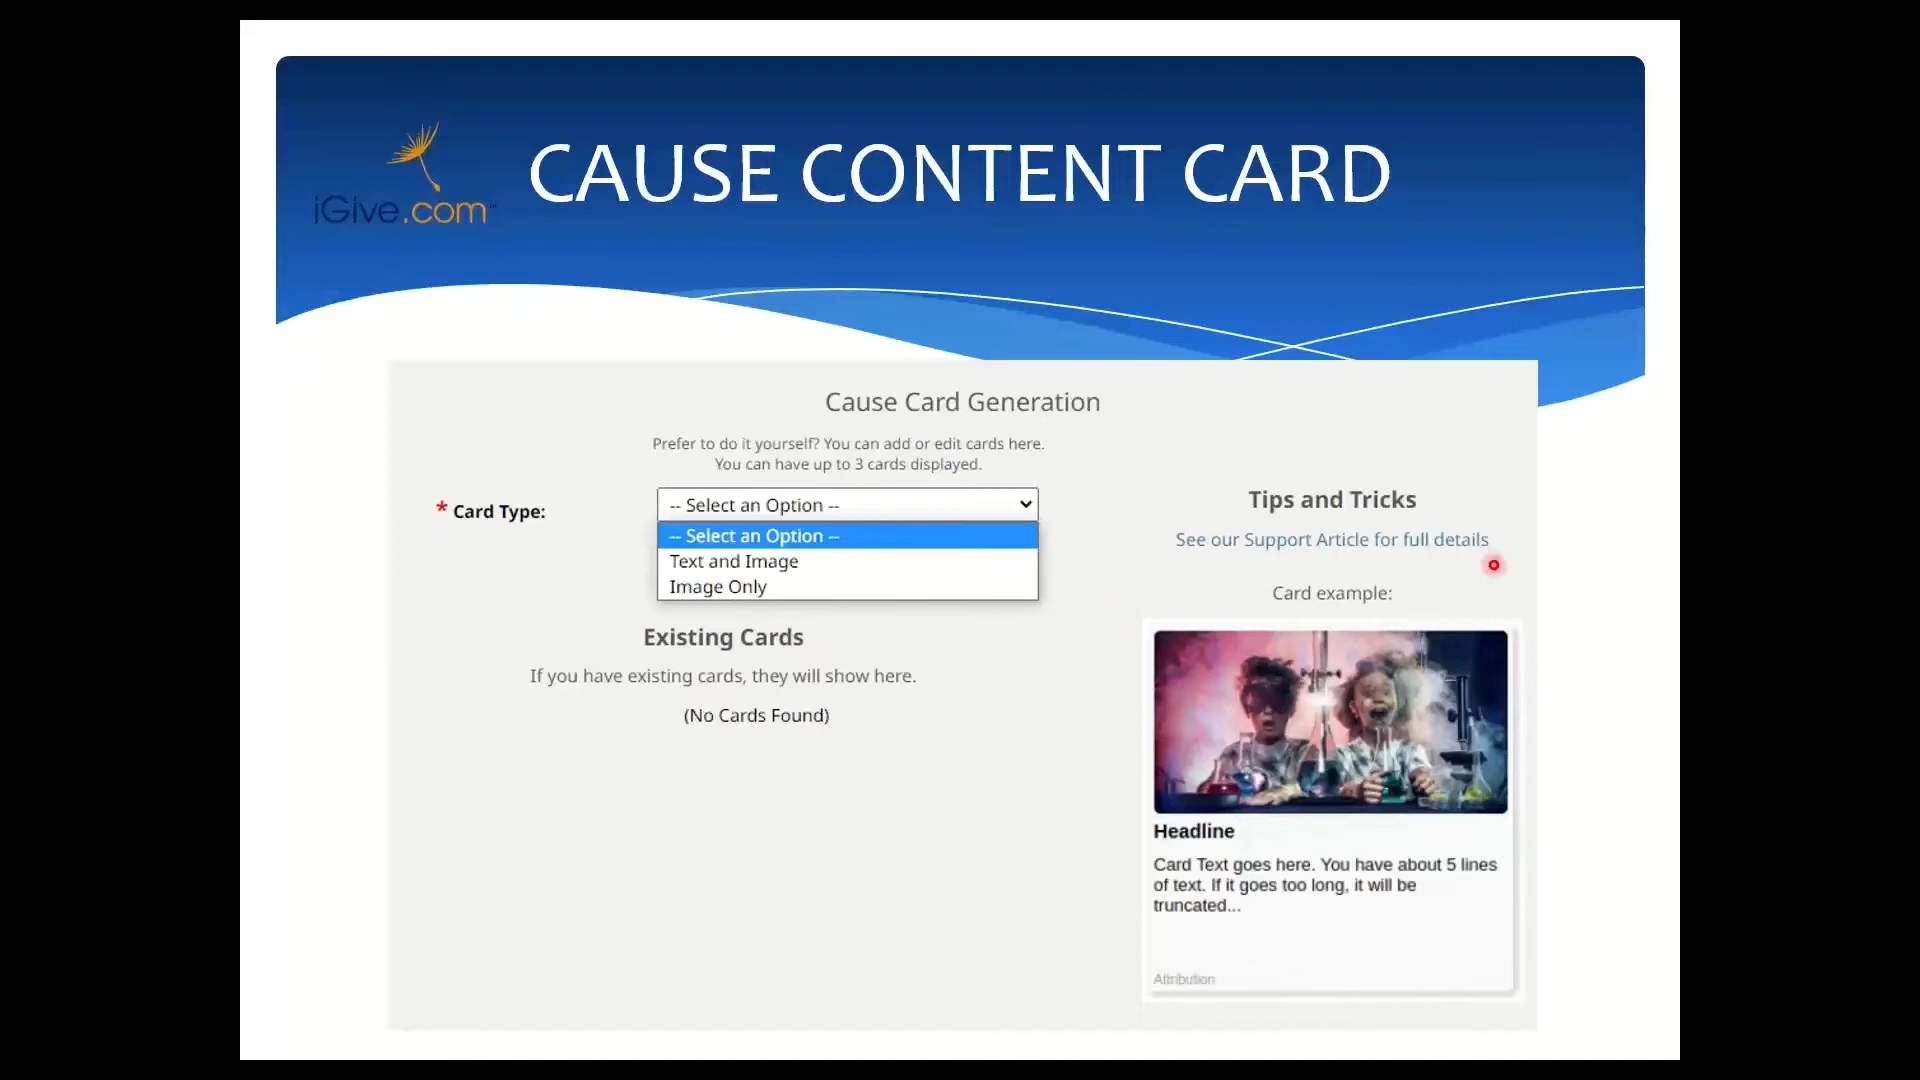 iGive.com
CAUSE CONTENT CARD
Cause Card Generation
Prefer to do it yourself? You can add or edit cards here.
You can have up to 3 cards displayed.
* Card Type:
-- Select an Option --
-- Select an Option --
Text and Image
Image Only
Existing Cards
If you have existing cards, they will show here.
(No Cards Found)
Tips and Tricks
See our Support Article for full details
Card example:
Headline
Card Text goes here. You have about 5 lines
of text. If it goes too long, it will be
truncated...
Attribution